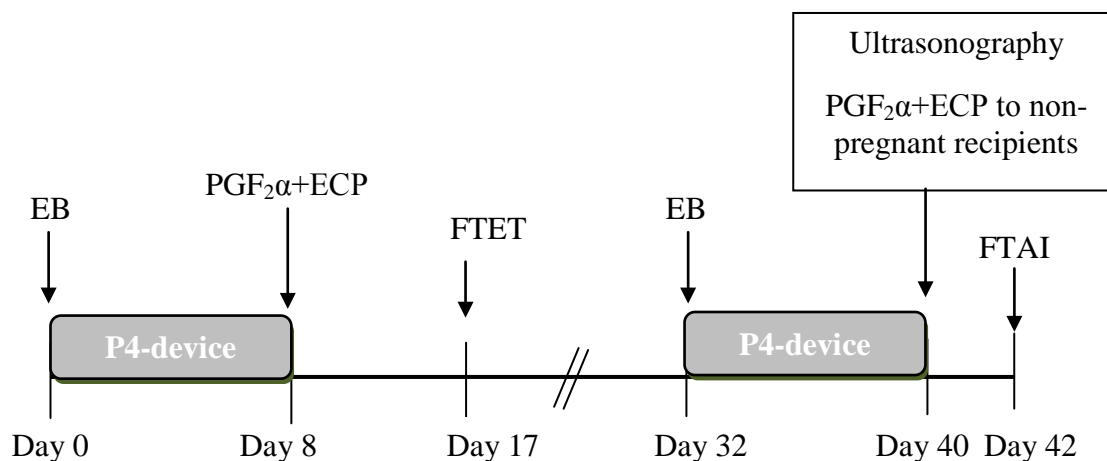 Ultrasonography
PGF₂α+ECP to non-
pregnant recipients
EB
PGF₂α+ECP
FTET
EB
FTAI
P4-device
P4-device
Day 0
Day 8
Day 17
Day 32
Day 40
Day 42